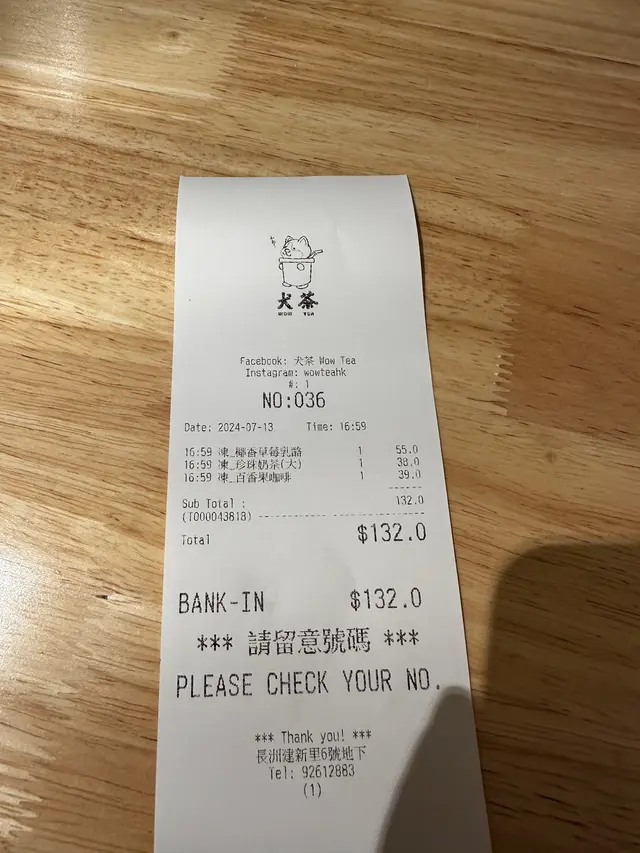 犬茶
WOW TEA
Facebook: 犬茶 Wow Tea
Instagram: wowteahk
#: 1
NO:036
Date: 2024-07-13 Time: 16:59
16:59 凍_椰香草莓乳酪 1 55.0
16:59 凍_珍珠奶茶(大) 1 38.0
16:59 凍_百香果咖啡 1 39.0
Sub Total : 132.0
(T000043818)
Total $132.0
BANK-IN $132.0
*** 請留意號碼 ***
PLEASE CHECK YOUR NO.
*** Thank you! ***
長洲建新里6號地下
Tel: 92612883
(1)